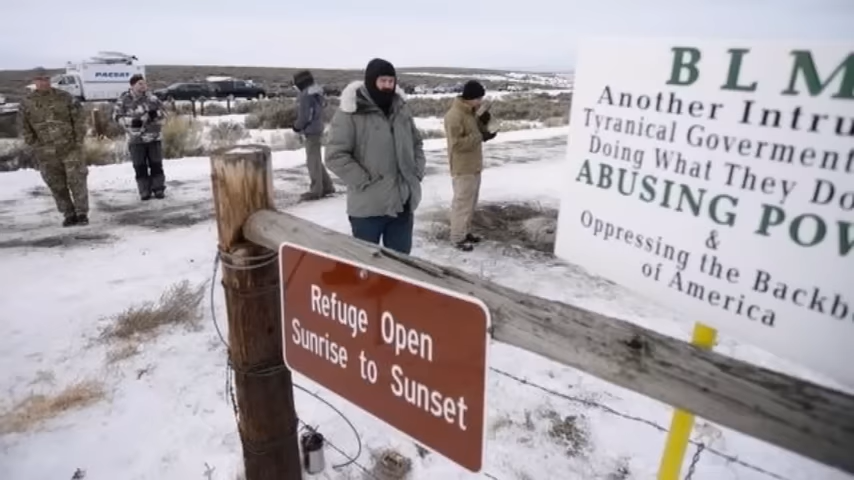 PACSAT
BLM
Another Intru
Tyranical Goverment
Doing What They Do
ABUSING POW
&
Oppressing the Backb
of America
Refuge Open
Sunrise to Sunset